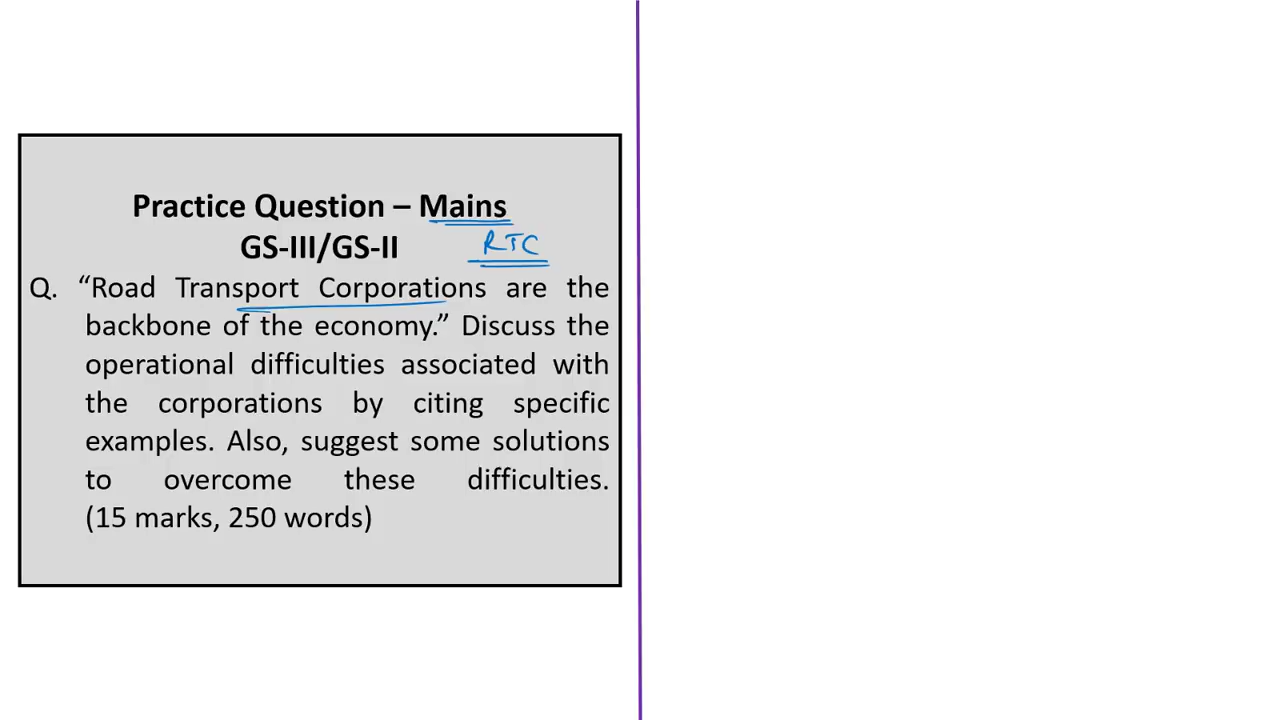 Practice Question – Mains
GS-III/GS-II RTC
Q. “Road Transport Corporations are the
backbone of the economy.” Discuss the
operational difficulties associated with
the corporations by citing specific
examples. Also, suggest some solutions
to overcome these difficulties.
(15 marks, 250 words)